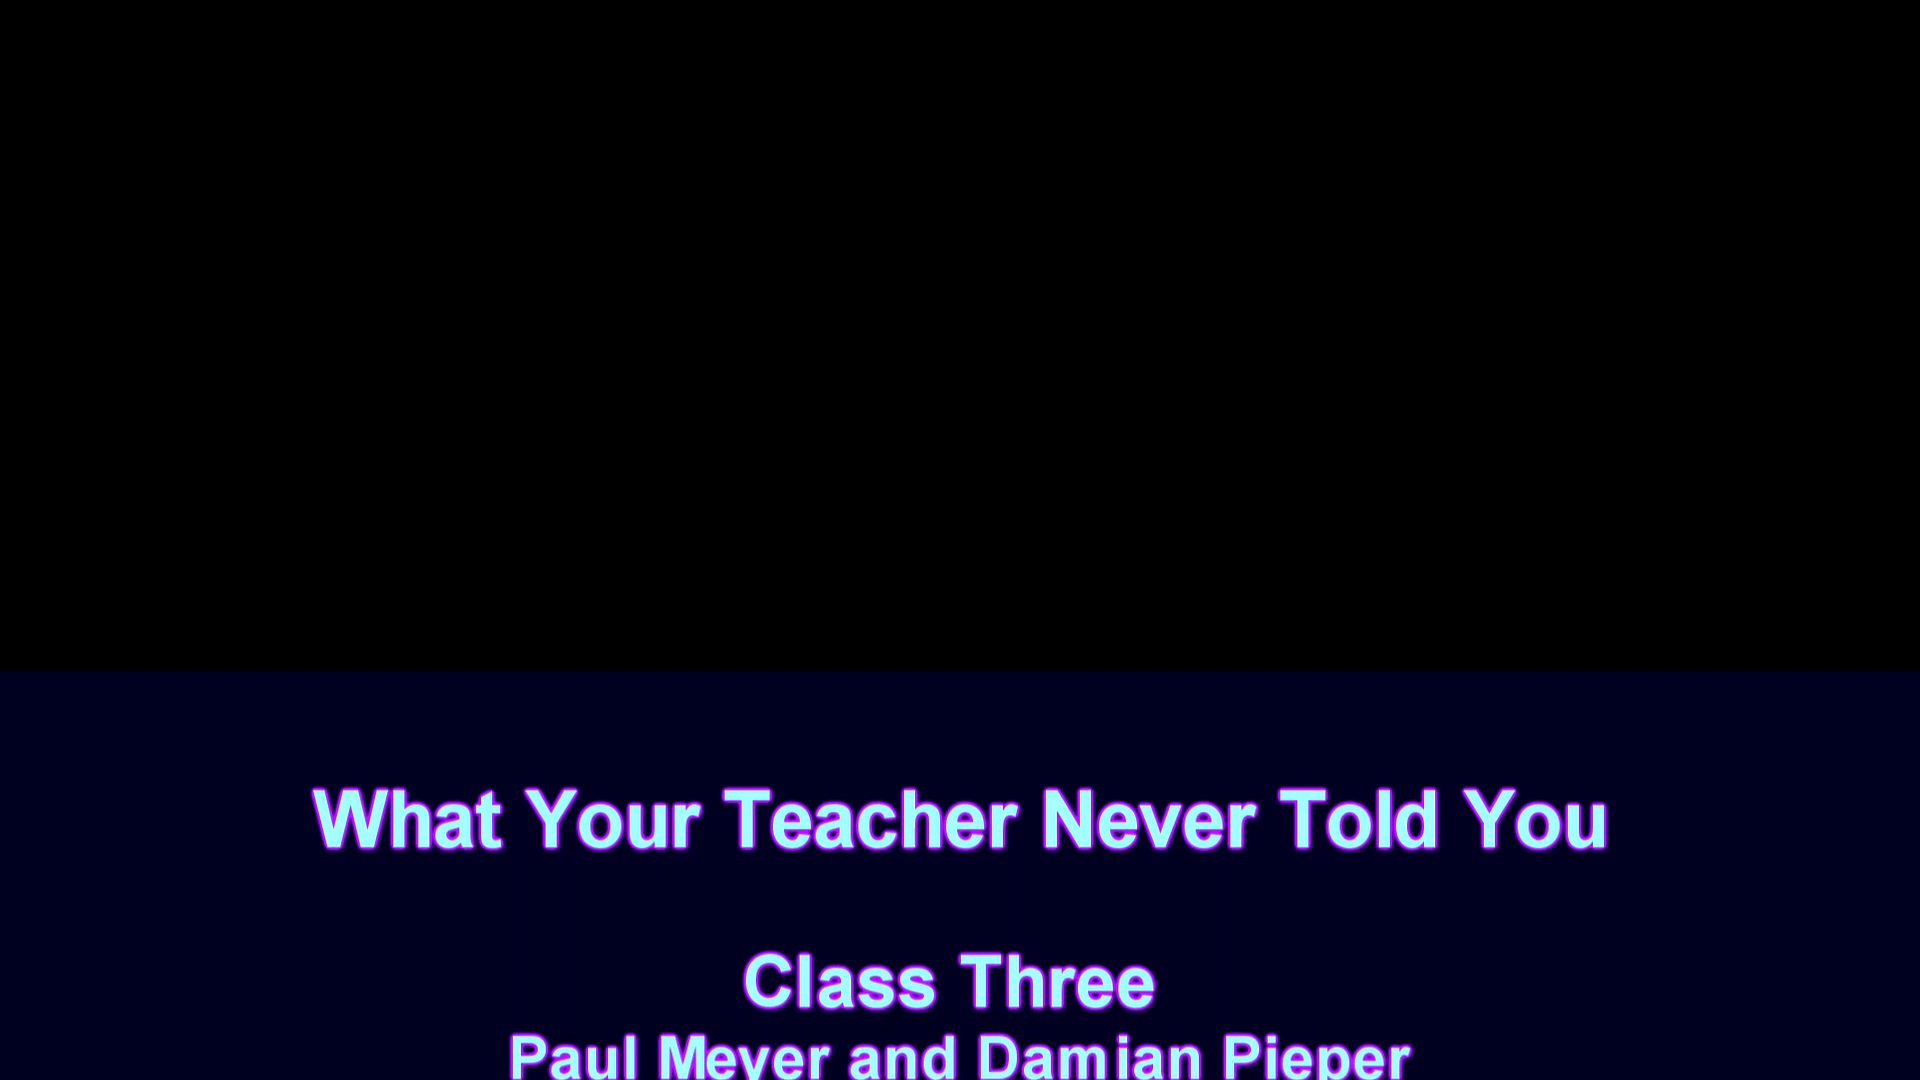 What Your Teacher Never Told You
Class Three
Paul Meyer and Damian Pieper